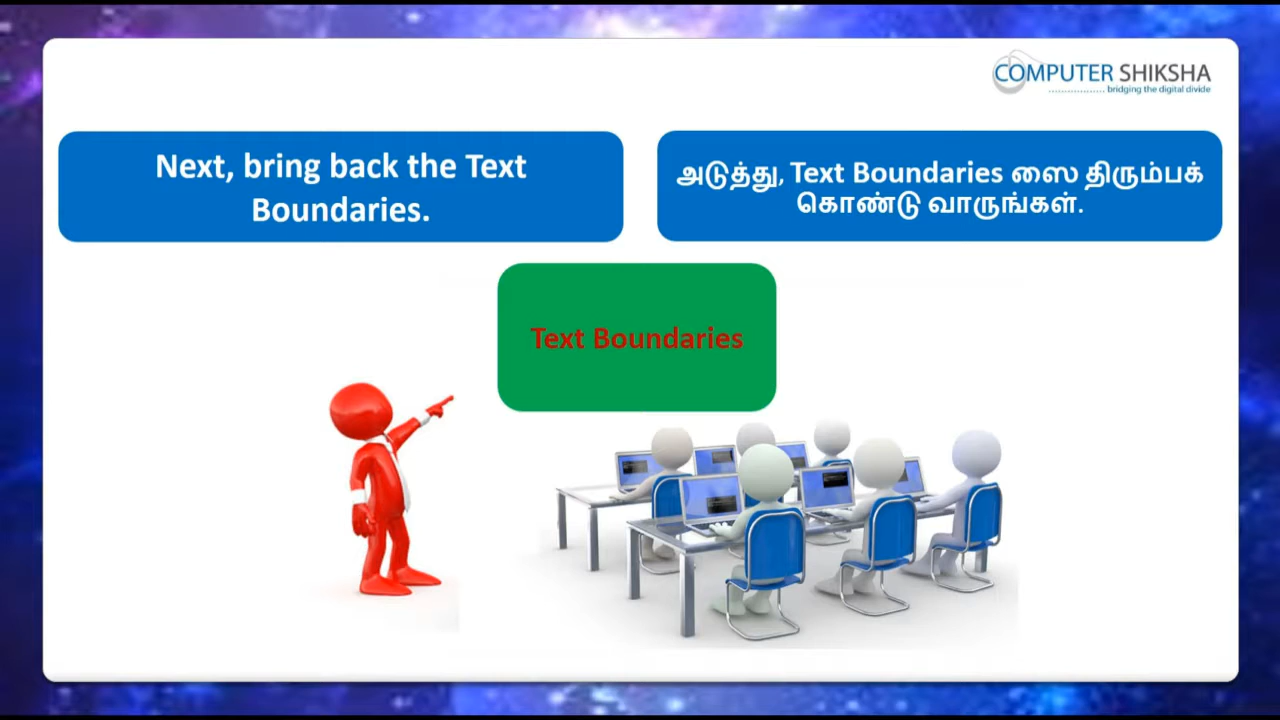 COMPUTER SHIKSHA
bridging the digital divide
Next, bring back the Text
Boundaries.
அடுத்து, Text Boundaries ஸை திரும்பக்
கொண்டு வாருங்கள்.
Text Boundaries